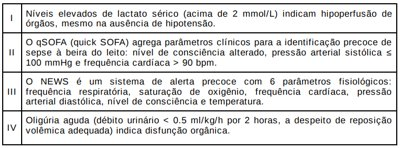 I Níveis elevados de lactato sérico (acima de 2 mmol/L) indicam hipoperfusão de
órgãos, mesmo na ausência de hipotensão.
O qSOFA (quick SOFA) agrega parâmetros clínicos para a identificação precoce de
II sepse à beira do leito: nível de consciência alterado, pressão arterial sistólica ≤
100 mmHg e frequência cardíaca > 90 bpm.
O NEWS é um sistema de alerta precoce com 6 parâmetros fisiológicos:
III frequência respiratória, saturação de oxigênio, frequência cardíaca, pressão
arterial diastólica, nível de consciência e temperatura.
IV Oligúria aguda (débito urinário < 0.5 ml/kg/h por 2 horas, a despeito de reposição
volêmica adequada) indica disfunção orgânica.